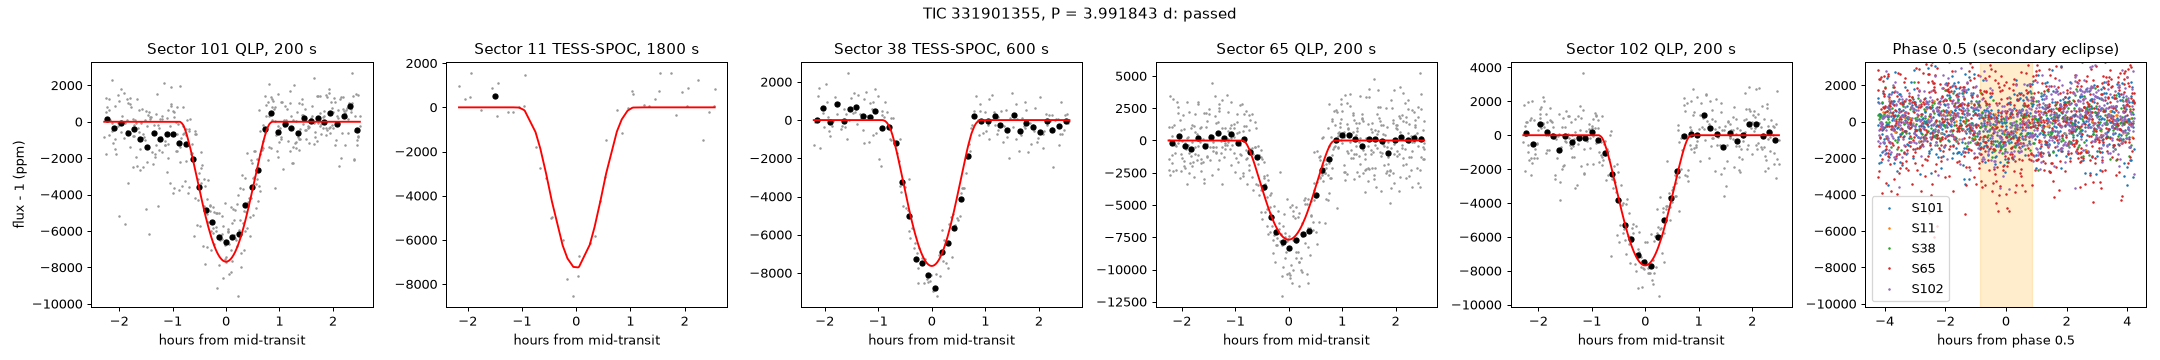 TIC 331901355, P = 3.991843 d: passed
Sector 101 QLP, 200 s
Sector 11 TESS-SPOC, 1800 s
Sector 38 TESS-SPOC, 600 s
Sector 65 QLP, 200 s
Sector 102 QLP, 200 s
Phase 0.5 (secondary eclipse)
flux - 1 (ppm)
2000
0
−2000
−4000
−6000
−8000
−10000
2000
0
−2000
−4000
−6000
−8000
2000
0
−2000
−4000
−6000
−8000
5000
2500
0
−2500
−5000
−7500
−10000
−12500
4000
2000
0
−2000
−4000
−6000
−8000
−10000
2000
0
−2000
−4000
−6000
−8000
−10000
S101
S11
S38
S65
S102
−2 −1 0 1 2
−2 −1 0 1 2
−2 −1 0 1 2
−2 −1 0 1 2
−2 −1 0 1 2
−4 −2 0 2 4
hours from mid-transit
hours from mid-transit
hours from mid-transit
hours from mid-transit
hours from mid-transit
hours from phase 0.5